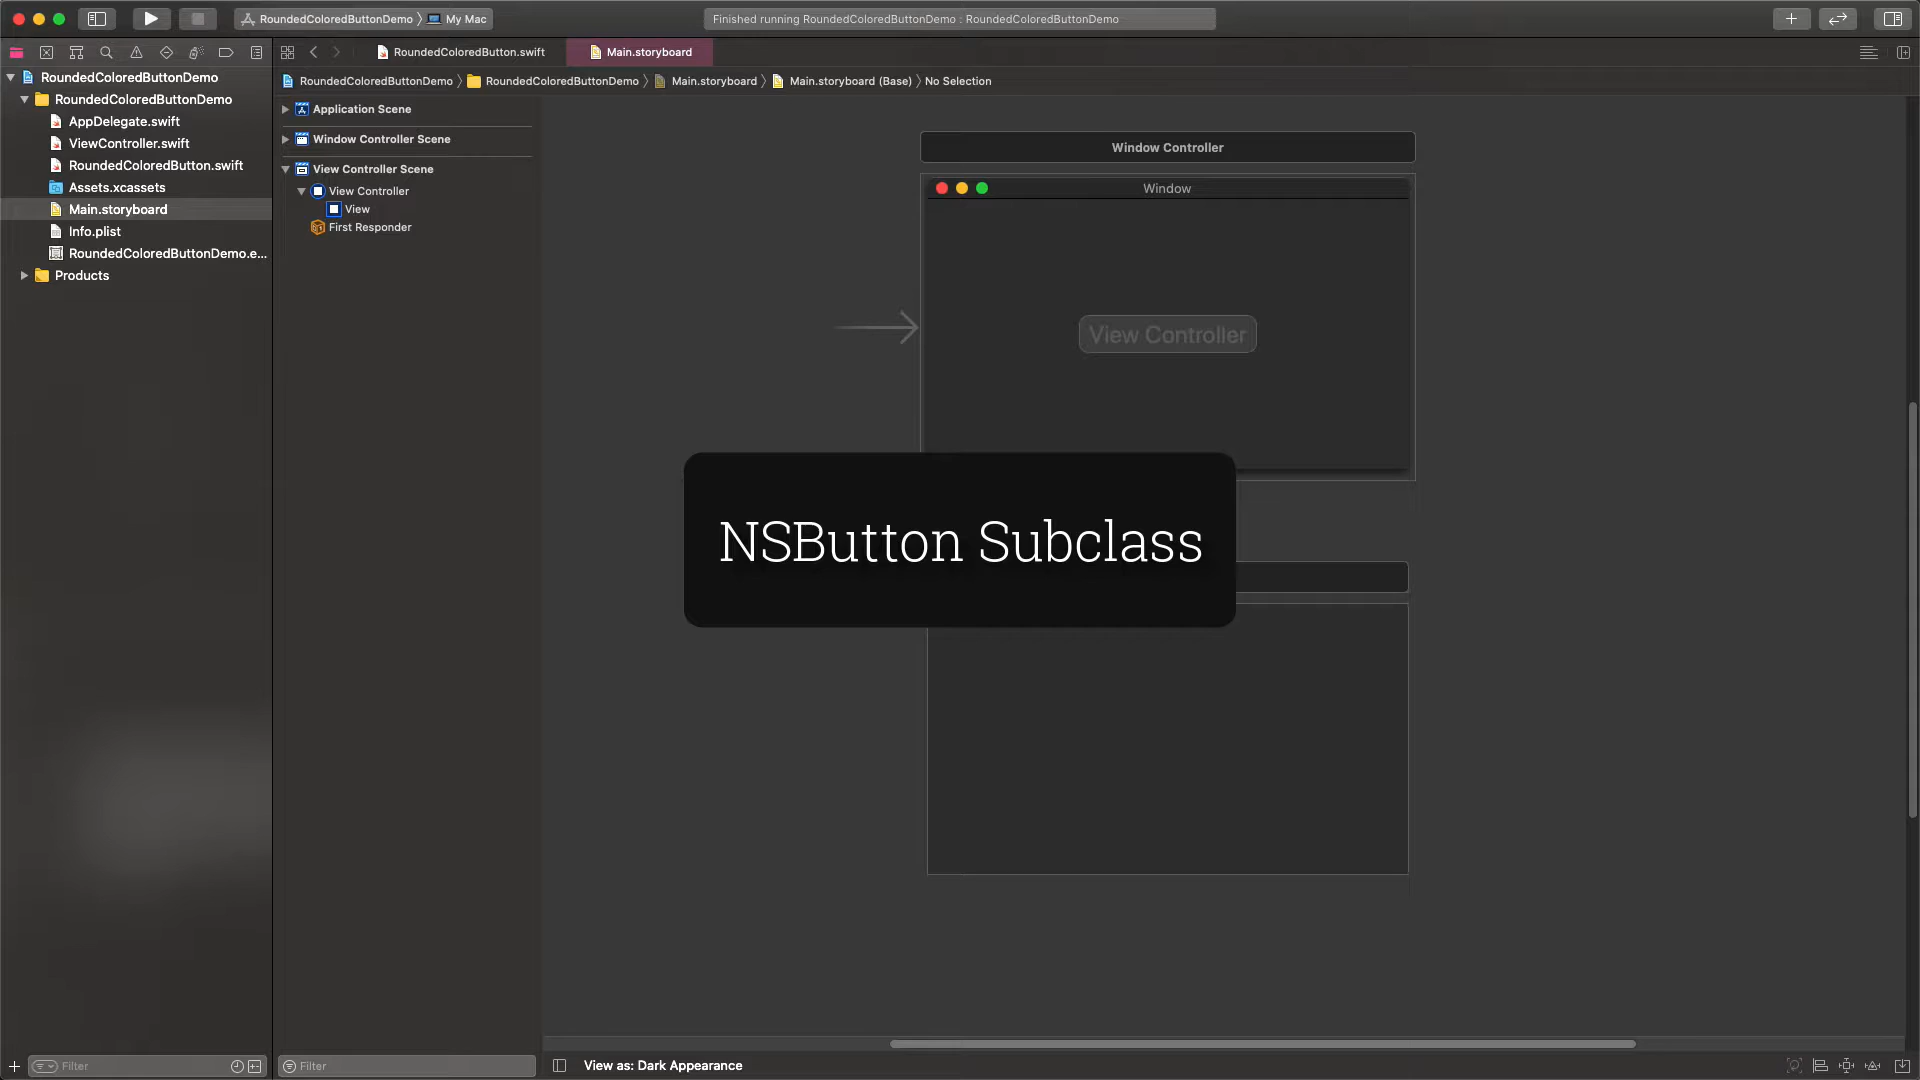 RoundedColoredButtonDemo My Mac
Finished running RoundedColoredButtonDemo : RoundedColoredButtonDemo
RoundedColoredButton.swift
Main.storyboard
RoundedColoredButtonDemo
RoundedColoredButtonDemo
Main.storyboard
Main.storyboard (Base)
No Selection
RoundedColoredButtonDemo
RoundedColoredButtonDemo
AppDelegate.swift
ViewController.swift
RoundedColoredButton.swift
Assets.xcassets
Main.storyboard
Info.plist
RoundedColoredButtonDemo.e...
Products
Application Scene
Window Controller Scene
View Controller Scene
View Controller
View
First Responder
Window Controller
Window
View Controller
NSButton Subclass
Filter
Filter
View as: Dark Appearance